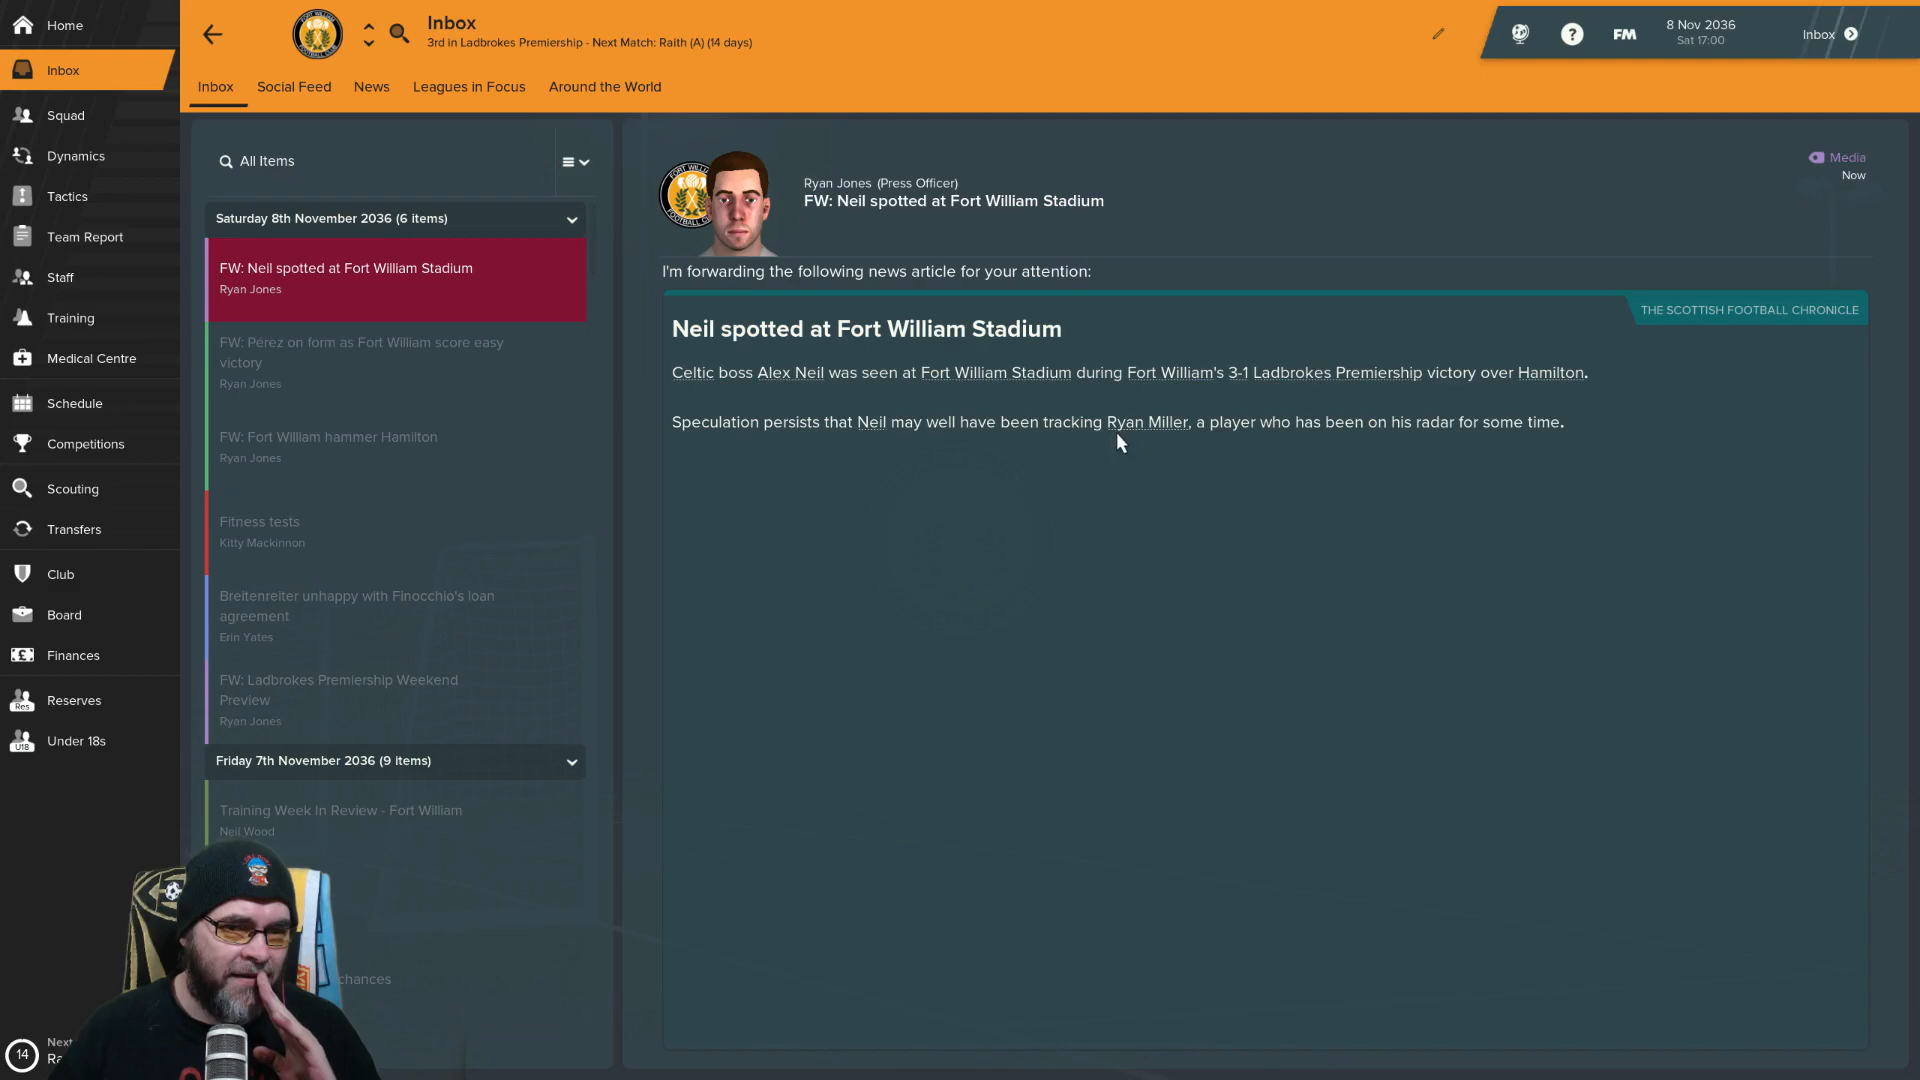 Home
Inbox
Squad
Dynamics
Tactics
Team Report
Staff
Training
Medical Centre
Schedule
Competitions
Scouting
Transfers
Club
Board
Finances
Res
Reserves
U18
Under 18s
14
Next
Ra
Inbox
3rd in Ladbrokes Premiership - Next Match: Raith (A) (14 days)
FM
8 Nov 2036
Sat 17:00
Inbox
Inbox
Social Feed
News
Leagues in Focus
Around the World
All Items
Saturday 8th November 2036 (6 items)
FW: Neil spotted at Fort William Stadium
Ryan Jones
FW: Pérez on form as Fort William score easy
victory
Ryan Jones
FW: Fort William hammer Hamilton
Ryan Jones
Fitness tests
Kitty Mackinnon
Breitenreiter unhappy with Finocchio's loan
agreement
Erin Yates
FW: Ladbrokes Premiership Weekend
Preview
Ryan Jones
Friday 7th November 2036 (9 items)
Training Week In Review - Fort William
Neil Wood
chances
Ryan Jones (Press Officer)
FW: Neil spotted at Fort William Stadium
Media
Now
I'm forwarding the following news article for your attention:
THE SCOTTISH FOOTBALL CHRONICLE
Neil spotted at Fort William Stadium
Celtic boss Alex Neil was seen at Fort William Stadium during Fort William's 3-1 Ladbrokes Premiership victory over Hamilton.
Speculation persists that Neil may well have been tracking Ryan Miller, a player who has been on his radar for some time.